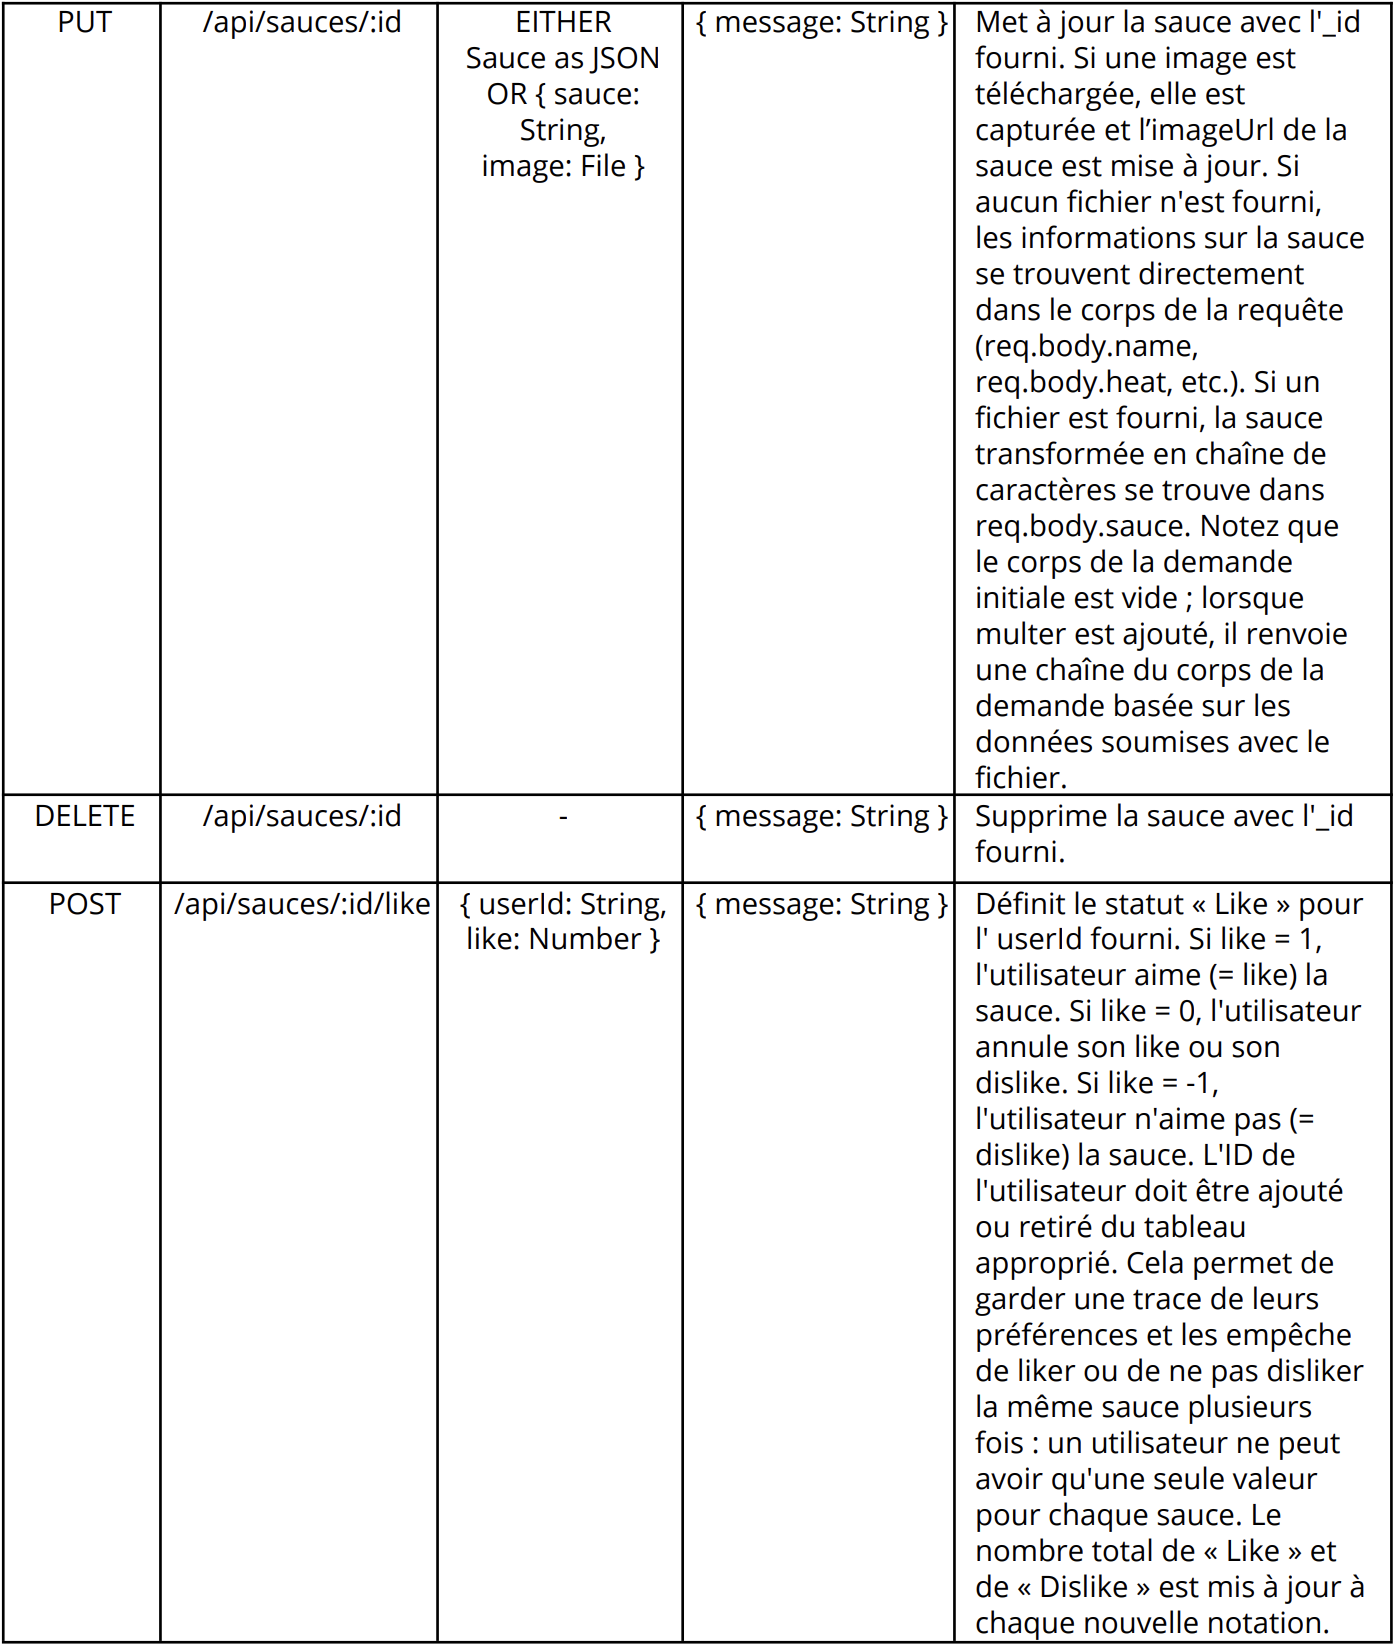 PUT
/api/sauces/:id
EITHER
Sauce as JSON
OR { sauce:
String,
image: File }
{ message: String }
Met à jour la sauce avec l'_id
fourni. Si une image est
téléchargée, elle est
capturée et l’imageUrl de la
sauce est mise à jour. Si
aucun fichier n'est fourni,
les informations sur la sauce
se trouvent directement
dans le corps de la requête
(req.body.name,
req.body.heat, etc.). Si un
fichier est fourni, la sauce
transformée en chaîne de
caractères se trouve dans
req.body.sauce. Notez que
le corps de la demande
initiale est vide ; lorsque
multer est ajouté, il renvoie
une chaîne du corps de la
demande basée sur les
données soumises avec le
fichier.
DELETE
/api/sauces/:id
-
{ message: String }
Supprime la sauce avec l'_id
fourni.
POST
/api/sauces/:id/like
{ userId: String,
like: Number }
{ message: String }
Définit le statut « Like » pour
l' userId fourni. Si like = 1,
l'utilisateur aime (= like) la
sauce. Si like = 0, l'utilisateur
annule son like ou son
dislike. Si like = -1,
l'utilisateur n'aime pas (=
dislike) la sauce. L'ID de
l'utilisateur doit être ajouté
ou retiré du tableau
approprié. Cela permet de
garder une trace de leurs
préférences et les empêche
de liker ou de ne pas disliker
la même sauce plusieurs
fois : un utilisateur ne peut
avoir qu'une seule valeur
pour chaque sauce. Le
nombre total de « Like » et
de « Dislike » est mis à jour à
chaque nouvelle notation.